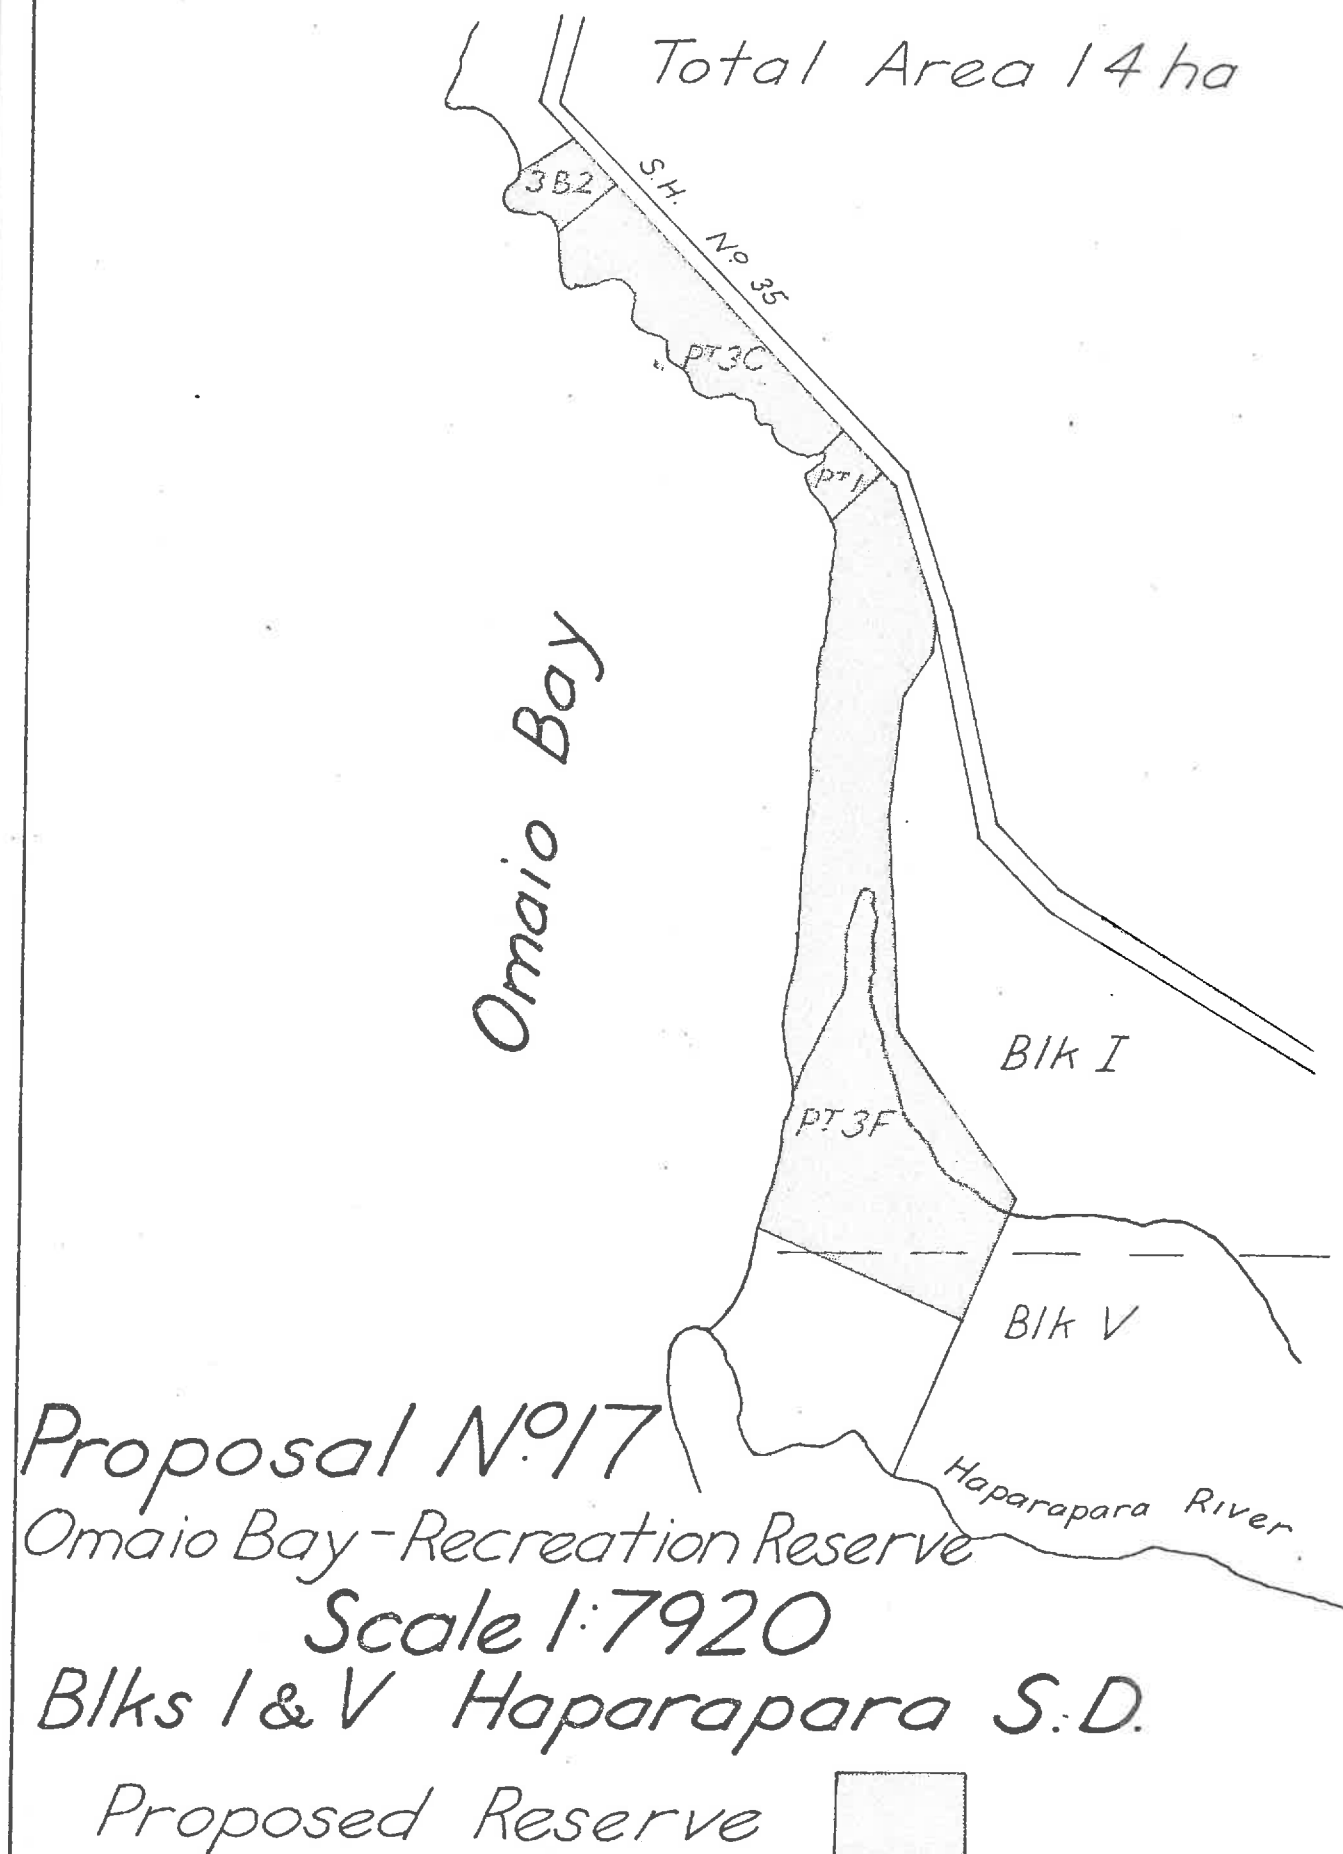 Total Area 14 ha
3B2
S.H. No 35
PT 3C
PT 1
Omaio Bay
Blk I
PT 3F
Blk V
Haparapara River
Proposal No. 17
Omaio Bay - Recreation Reserve
Scale 1:7920
Blks I & V Haparapara S.D.
Proposed Reserve